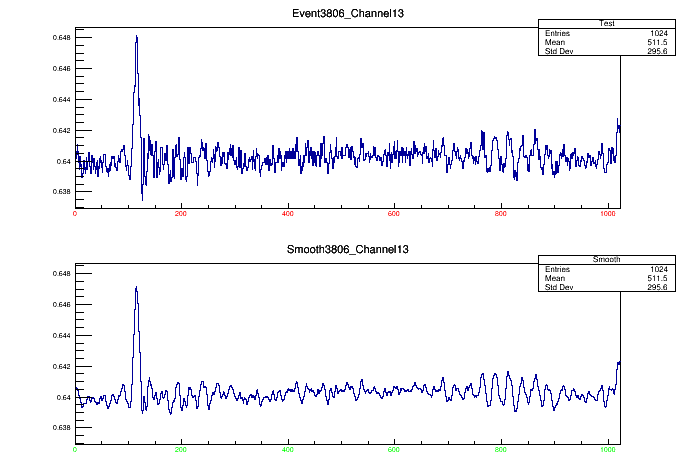 Event3806_Channel13
Test
Entries 1024
Mean 511.5
Std Dev 295.6
0.648
0.646
0.644
0.642
0.64
0.638
0 200 400 600 800 1000
Smooth3806_Channel13
Smooth
Entries 1024
Mean 511.5
Std Dev 295.6
0.648
0.646
0.644
0.642
0.64
0.638
0 200 400 600 800 1000